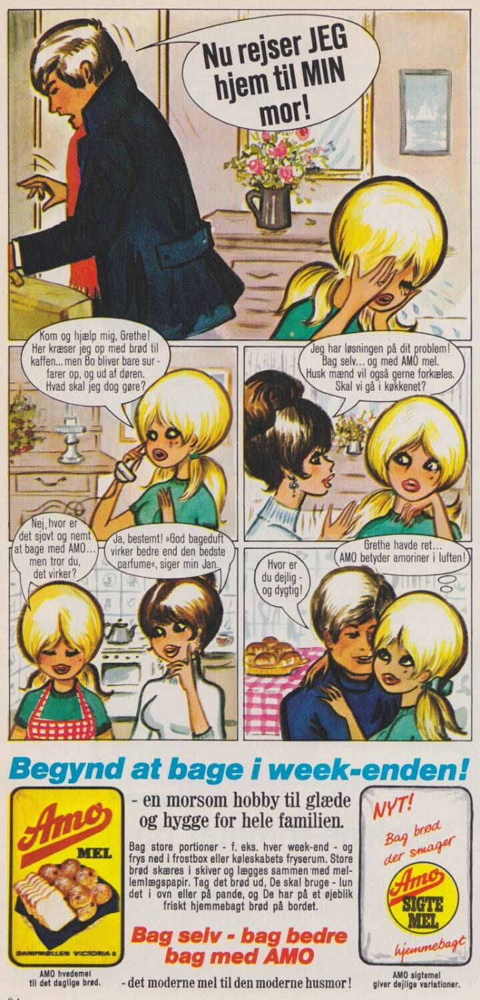 Nu rejser JEG
hjem til MIN
mor!
Kom og hjælp mig, Grethe!
Her kræser jeg op med brød til
kaffen... men Bo bliver bare sur -
farer op, og ud af døren.
Hvad skal jeg dog gøre?
Jeg har løsningen på dit problem!
Bag selv... og med AMO mel.
Husk mænd vil også gerne forkæles.
Skal vi gå i køkkenet?
Nej, hvor er
det sjovt og nemt
at bage med AMO...
men tror du,
det virker?
Ja, bestemt! »God bageduft
virker bedre end den bedste
parfume«, siger min Jan.
Hvor er
du dejlig -
og dygtig!
Grethe havde ret...
AMO betyder amoriner i luften!
Begynd at bage i week-enden!
Amo
MEL
DAMPMØLLEN VICTORIA
AMO hvedemel
til det daglige brød.
- en morsom hobby til glæde
og hygge for hele familien.
Bag store portioner - f. eks. hver week-end - og
frys ned i frostbox eller køleskabets fryserum. Store
brød skæres i skiver og lægges sammen med mel-
lemlægspapir. Tag det brød ud, De skal bruge - lun
det i ovn eller på pande, og De har på et øjeblik
friskt hjemmebagt brød på bordet.
Bag selv - bag bedre
bag med AMO
- det moderne mel til den moderne husmor!
NYT!
Bag brød
der smager
Amo
SIGTE
MEL
hjemmebagt
AMO sigtemel
giver dejlige variationer.